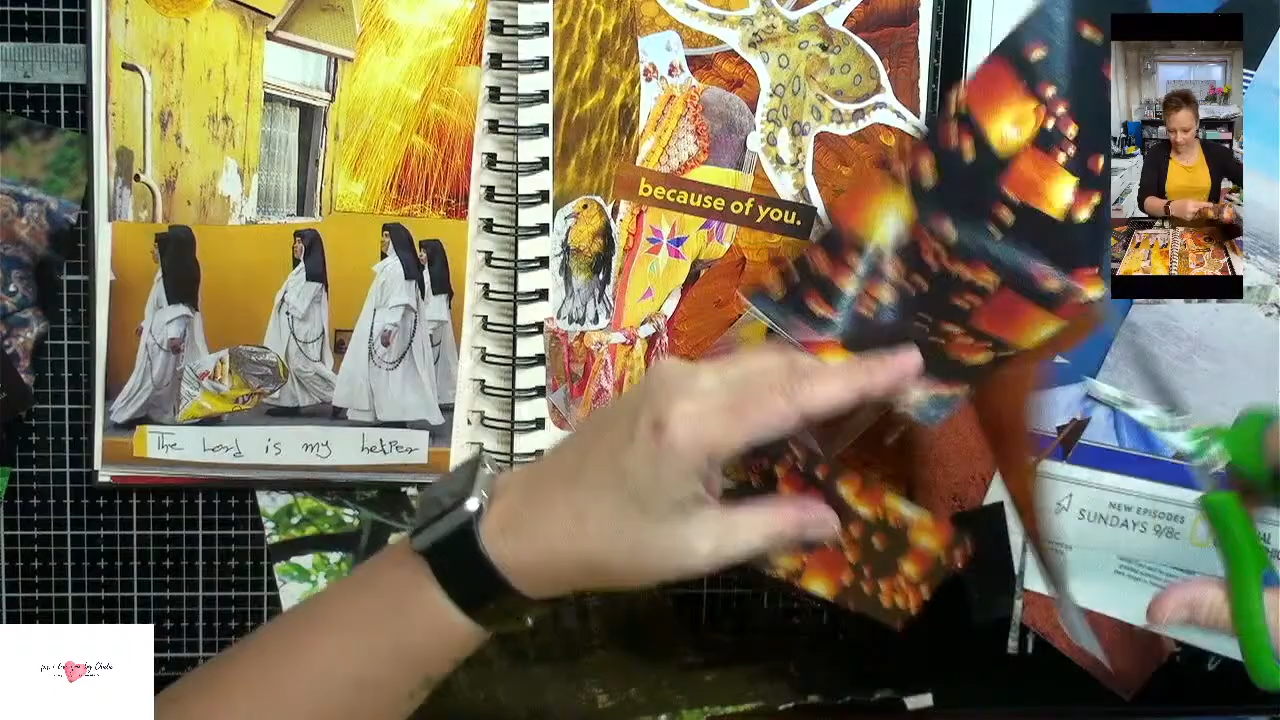 because of you.
The Lord is my helper
NEW EPISODES
SUNDAYS 9/8c